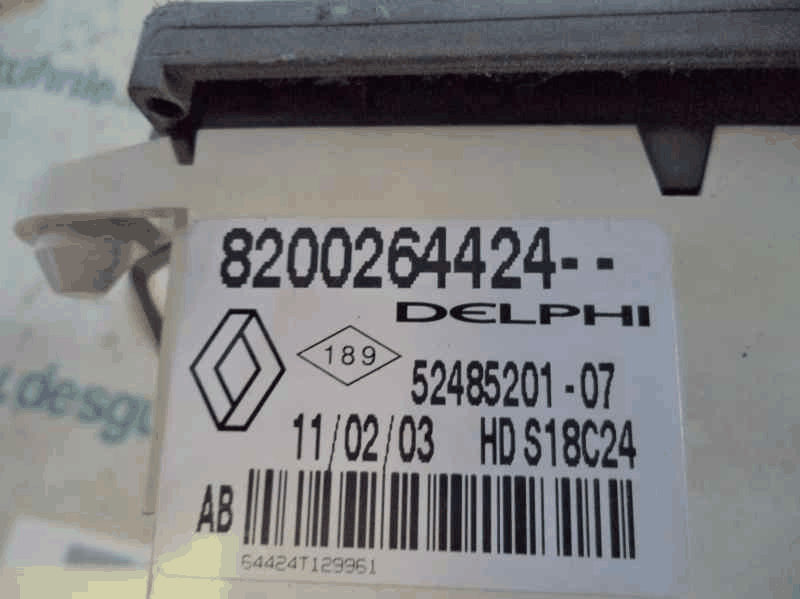 8200264424--
DELPHI
189
52485201-07
11/02/03 HD S18C24
AB
64424T129961